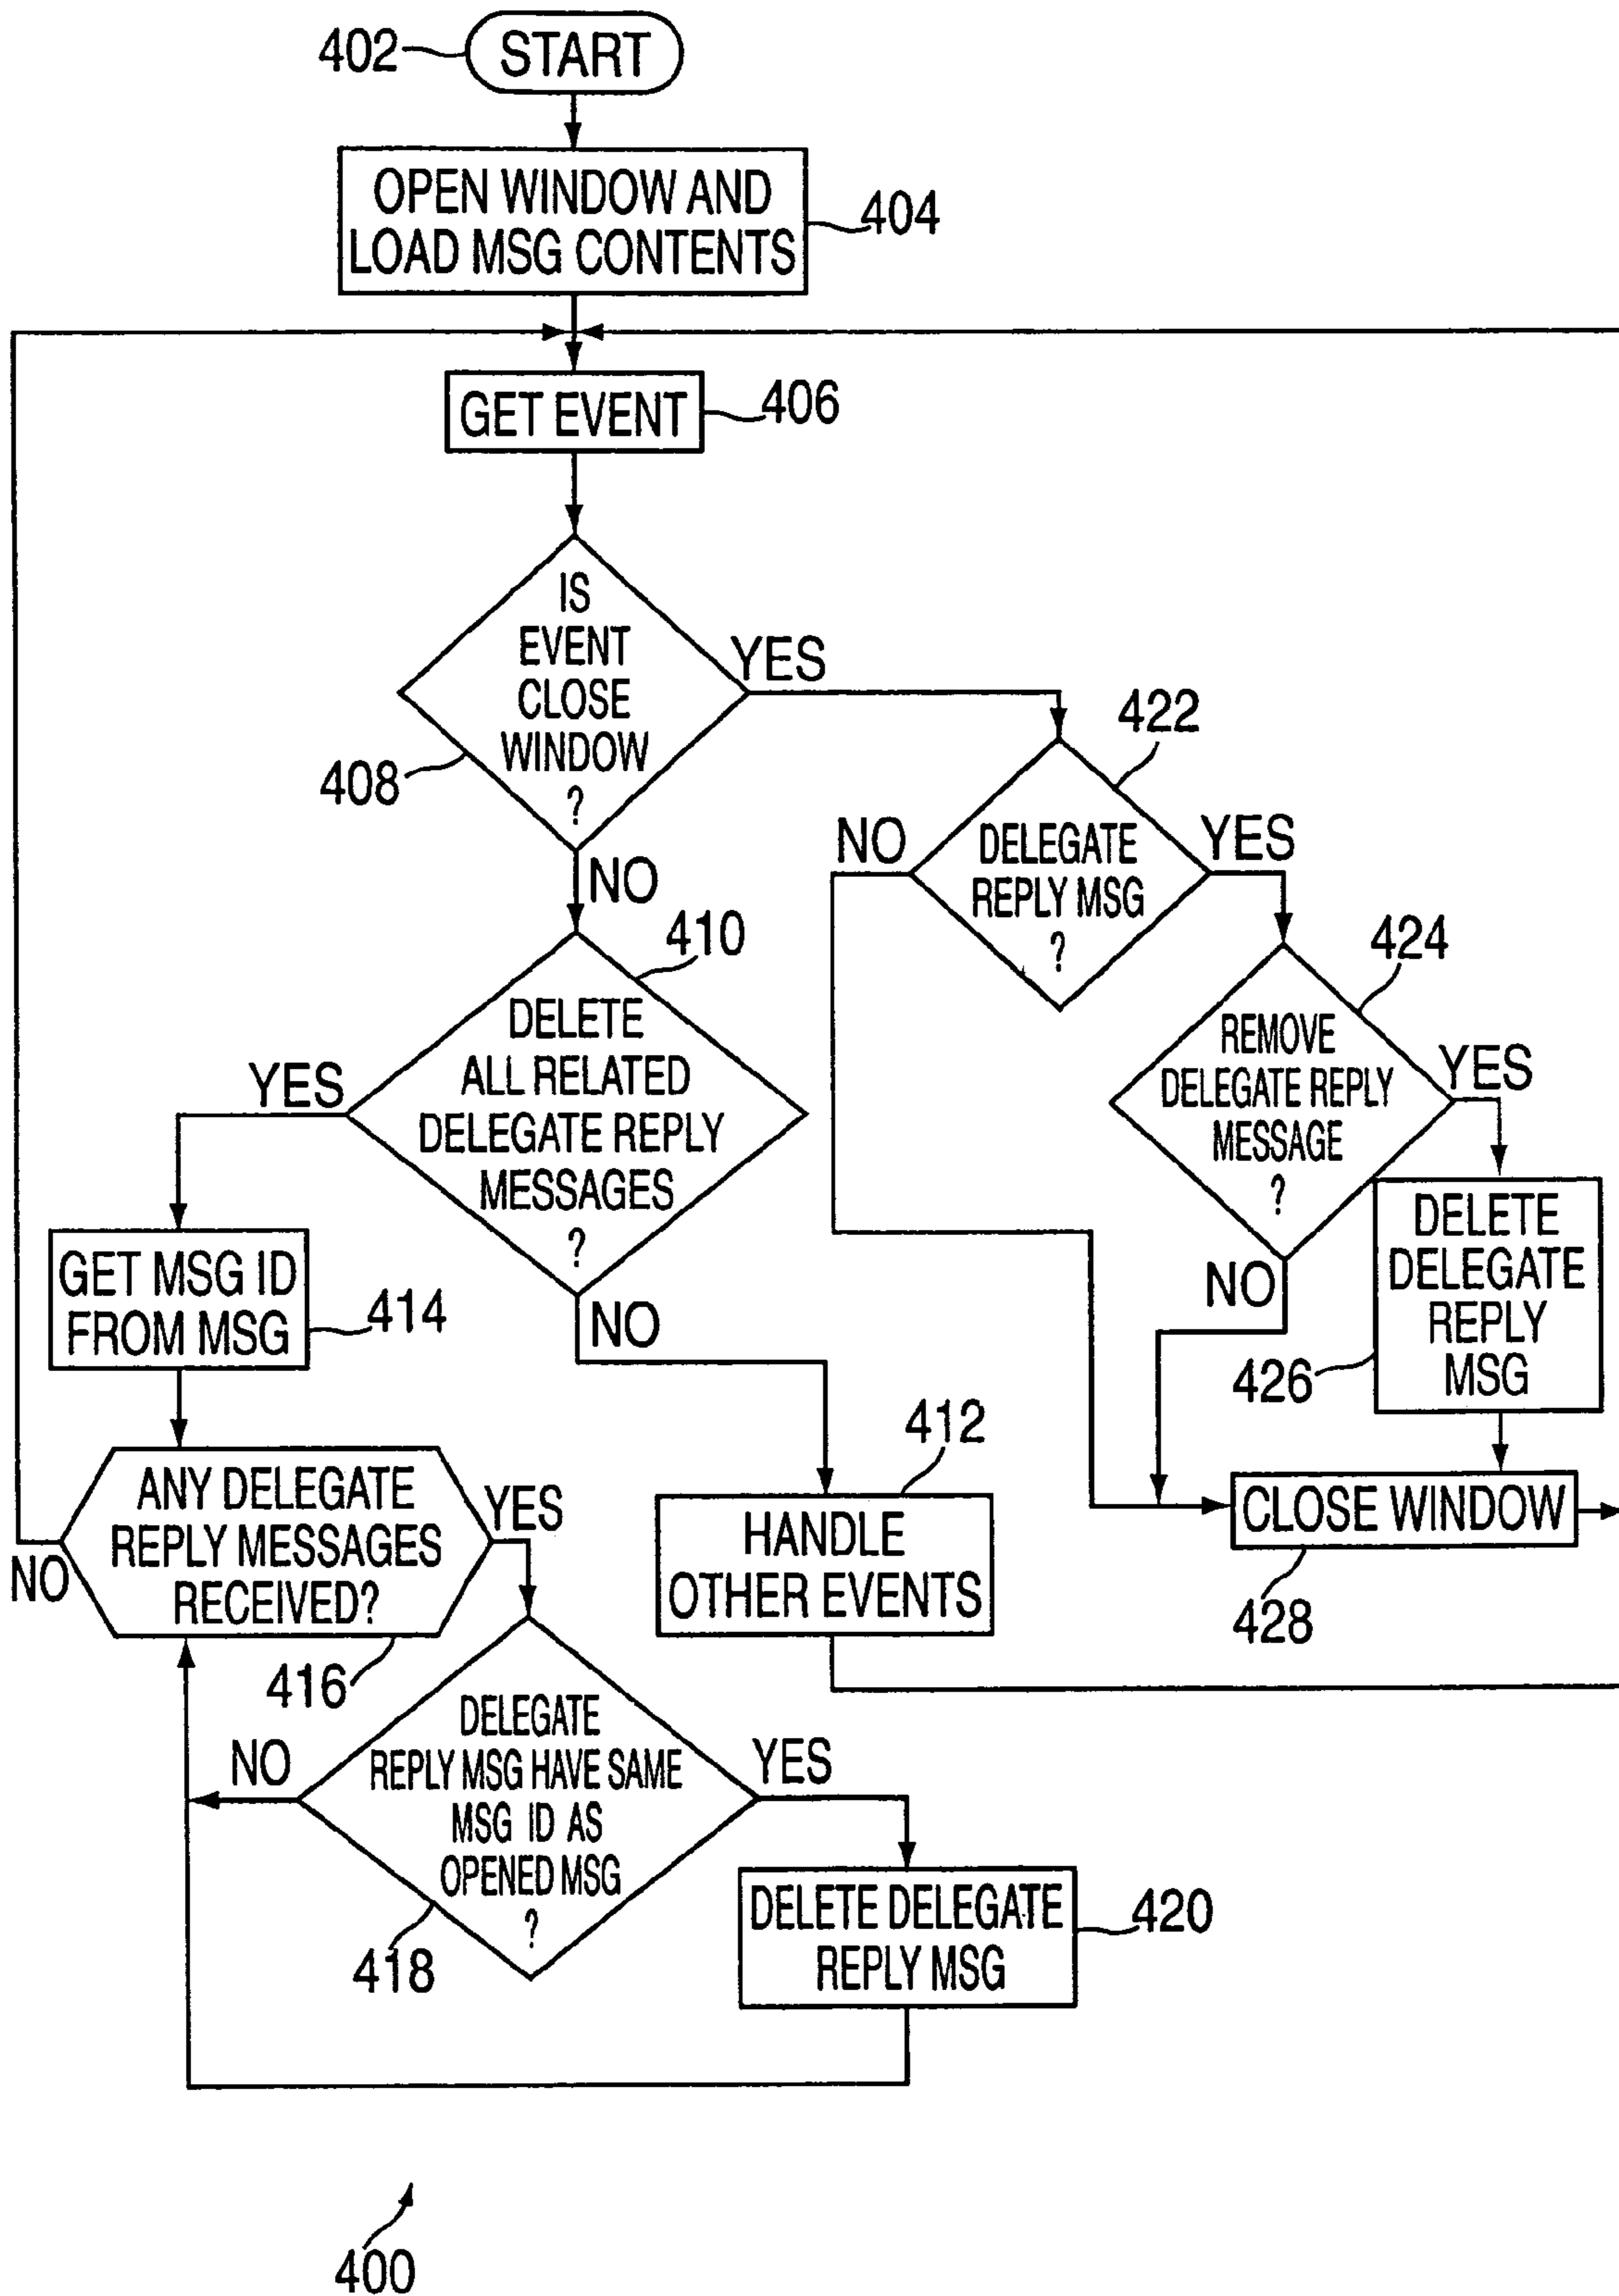 402
START
OPEN WINDOW AND
LOAD MSG CONTENTS
404
GET EVENT
406
IS
EVENT
CLOSE
WINDOW
?
408
YES
NO
422
DELEGATE
REPLY MSG
?
NO
YES
410
DELETE
ALL RELATED
DELEGATE REPLY
MESSAGES
?
YES
NO
424
REMOVE
DELEGATE REPLY
MESSAGE
?
YES
NO
GET MSG ID
FROM MSG
414
DELETE
DELEGATE
REPLY
MSG
426
412
HANDLE
OTHER EVENTS
CLOSE WINDOW
428
ANY DELEGATE
REPLY MESSAGES
RECEIVED?
YES
NO
416
DELEGATE
REPLY MSG HAVE SAME
MSG ID AS
OPENED MSG
?
NO
YES
418
DELETE DELEGATE
REPLY MSG
420
400